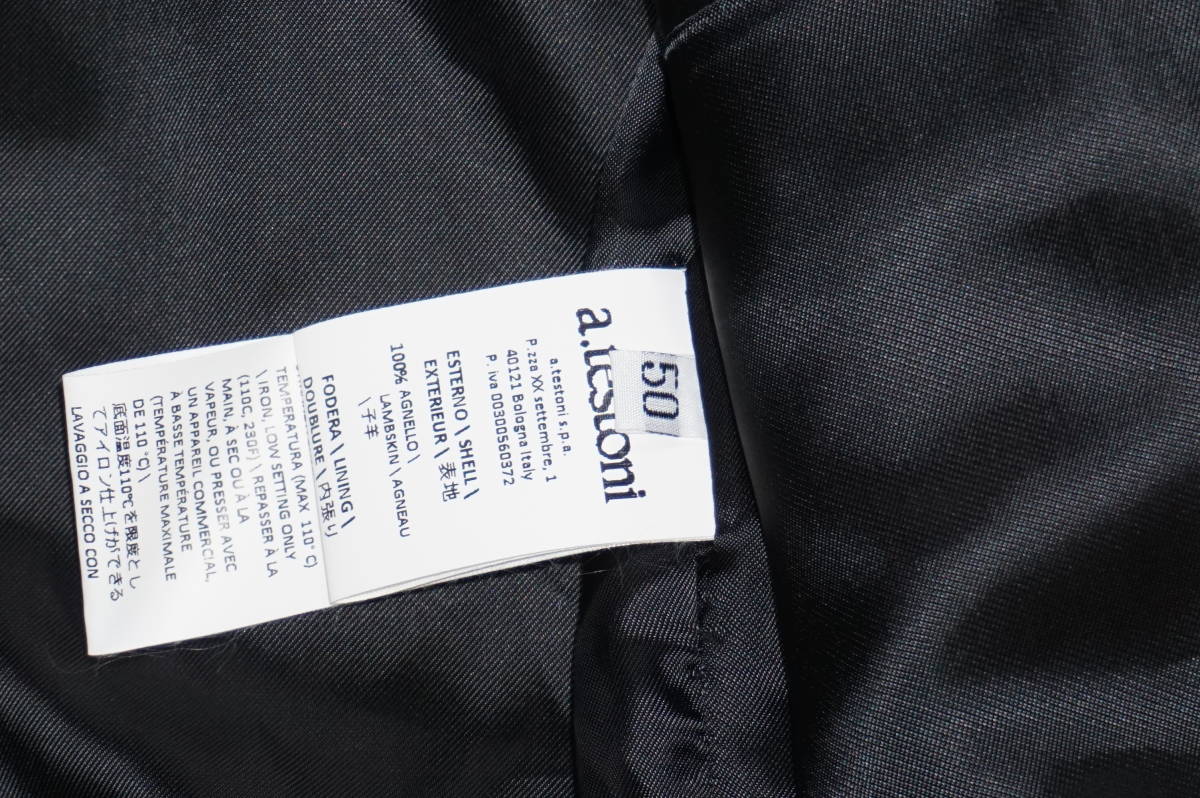 a.testoni
50
a.testoni s.p.a.
P.zza XX settembre, 1
40121 Bologna Italy
P. iva 00300560372
ESTERNO \ SHELL \
EXTERIEUR \ 表地
100% AGNELLO \
LAMBSKIN \ AGNEAU
\ 子羊
FODERA \ LINING \
DOUBLURE \ 内張り
TEMPERATURA (MAX 110° C)
\ IRON, LOW SETTING ONLY
(110C, 230F) \ REPASSER À LA
MAIN, À SEC OU À LA
VAPEUR, OU PRESSER AVEC
UN APPAREIL COMMERCIAL,
À BASSE TEMPÉRATURE
(TEMPÉRATURE MAXIMALE
DE 110 °C) \
底面温度110℃を限度とし
てアイロン仕上げができる
LAVAGGIO A SECCO CON